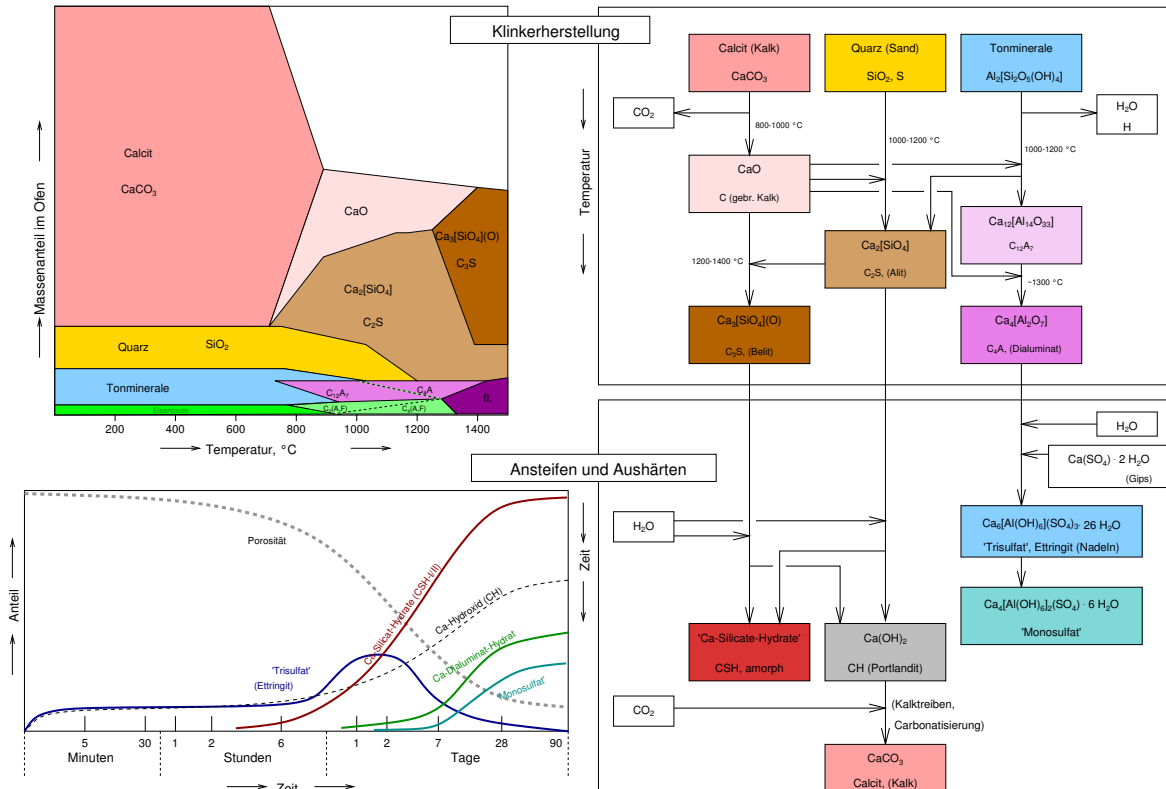 Klinkerherstellung
Massenanteil im Ofen
Calcit
CaCO3
CaO
Ca3[SiO4](O)
C3S
Ca2[SiO4]
C2S
Quarz SiO2
Tonminerale
C12A7
C4A
fl.
Eisenoxide
C2(A,F)
C4(A,F)
200 400 600 800 1000 1200 1400
Temperatur, °C
Temperatur
Calcit (Kalk)
CaCO3
Quarz (Sand)
SiO2, S
Tonminerale
Al2[Si2O5(OH)4]
CO2
H2O
H
800-1000 °C
1000-1200 °C
1000-1200 °C
CaO
C (gebr. Kalk)
Ca12[Al14O33]
C12A7
Ca2[SiO4]
C2S, (Alit)
1200-1400 °C
~1300 °C
Ca3[SiO4](O)
C3S, (Belit)
Ca4[Al2O7]
C4A, (Dialuminat)
Ansteifen und Aushärten
Anteil
Porosität
Ca-Silicat-Hydrate (CSH-I/II)
Ca-Hydroxid (CH)
'Trisulfat'
(Ettringit)
Ca-Dialuminat-Hydrat
'Monosulfat'
5 30 1 2 6 1 2 7 28 90
Minuten Stunden Tage
Zeit
Zeit
H2O
Ca(SO4) · 2 H2O
(Gips)
H2O
Ca6[Al(OH)6](SO4)3· 26 H2O
'Trisulfat', Ettringit (Nadeln)
Ca4[Al(OH)6]2(SO4) · 6 H2O
'Monosulfat'
'Ca-Silicate-Hydrate'
CSH, amorph
Ca(OH)2
CH (Portlandit)
CO2
(Kalktreiben,
Carbonatisierung)
CaCO3
Calcit, (Kalk)